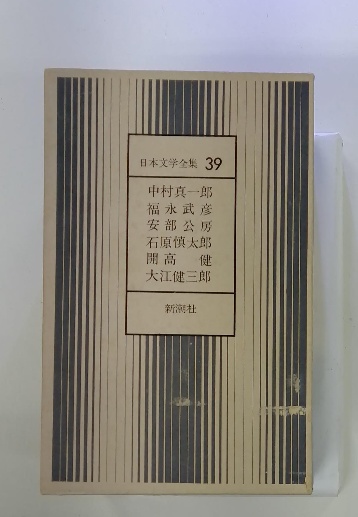 日本文学全集 39
中村真一郎
福永武彦
安部公房
石原慎太郎
開高 健
大江健三郎
新潮社